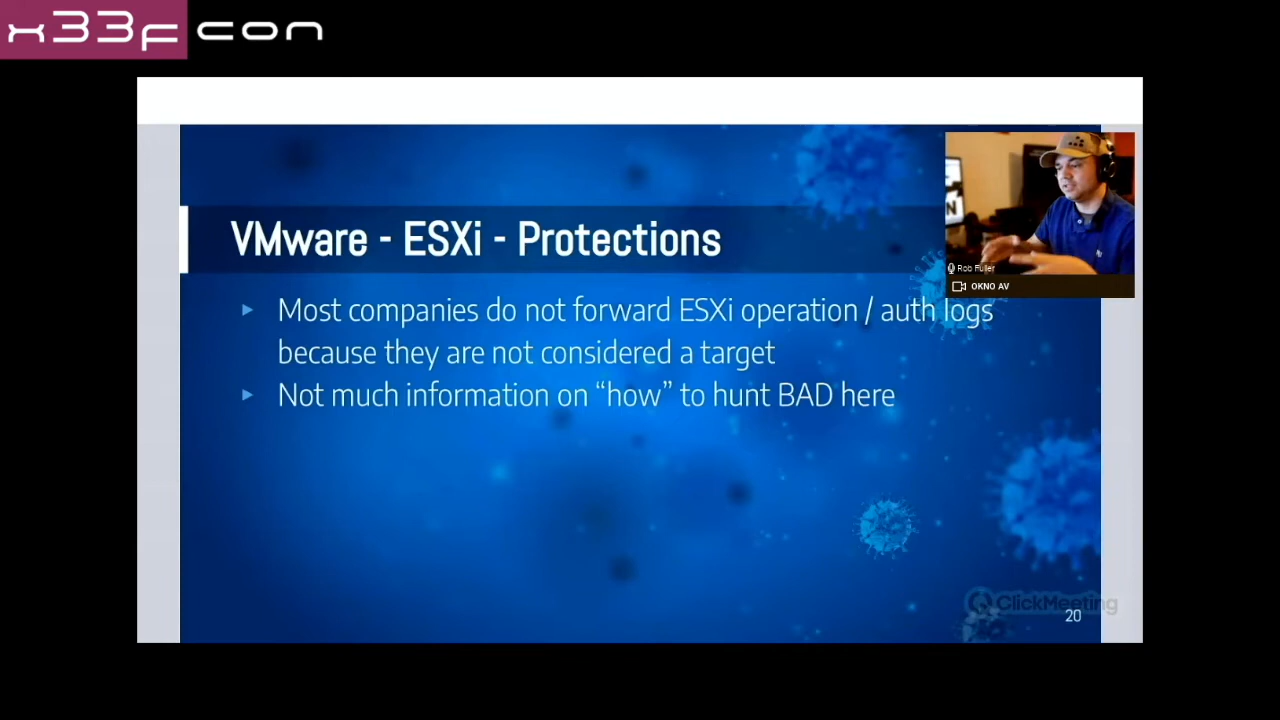 x33fcon
VMware - ESXi - Protections
Rob Fuller
OKNO AV
Most companies do not forward ESXi operation / auth logs
because they are not considered a target
Not much information on “how” to hunt BAD here
ClickMeeting
20